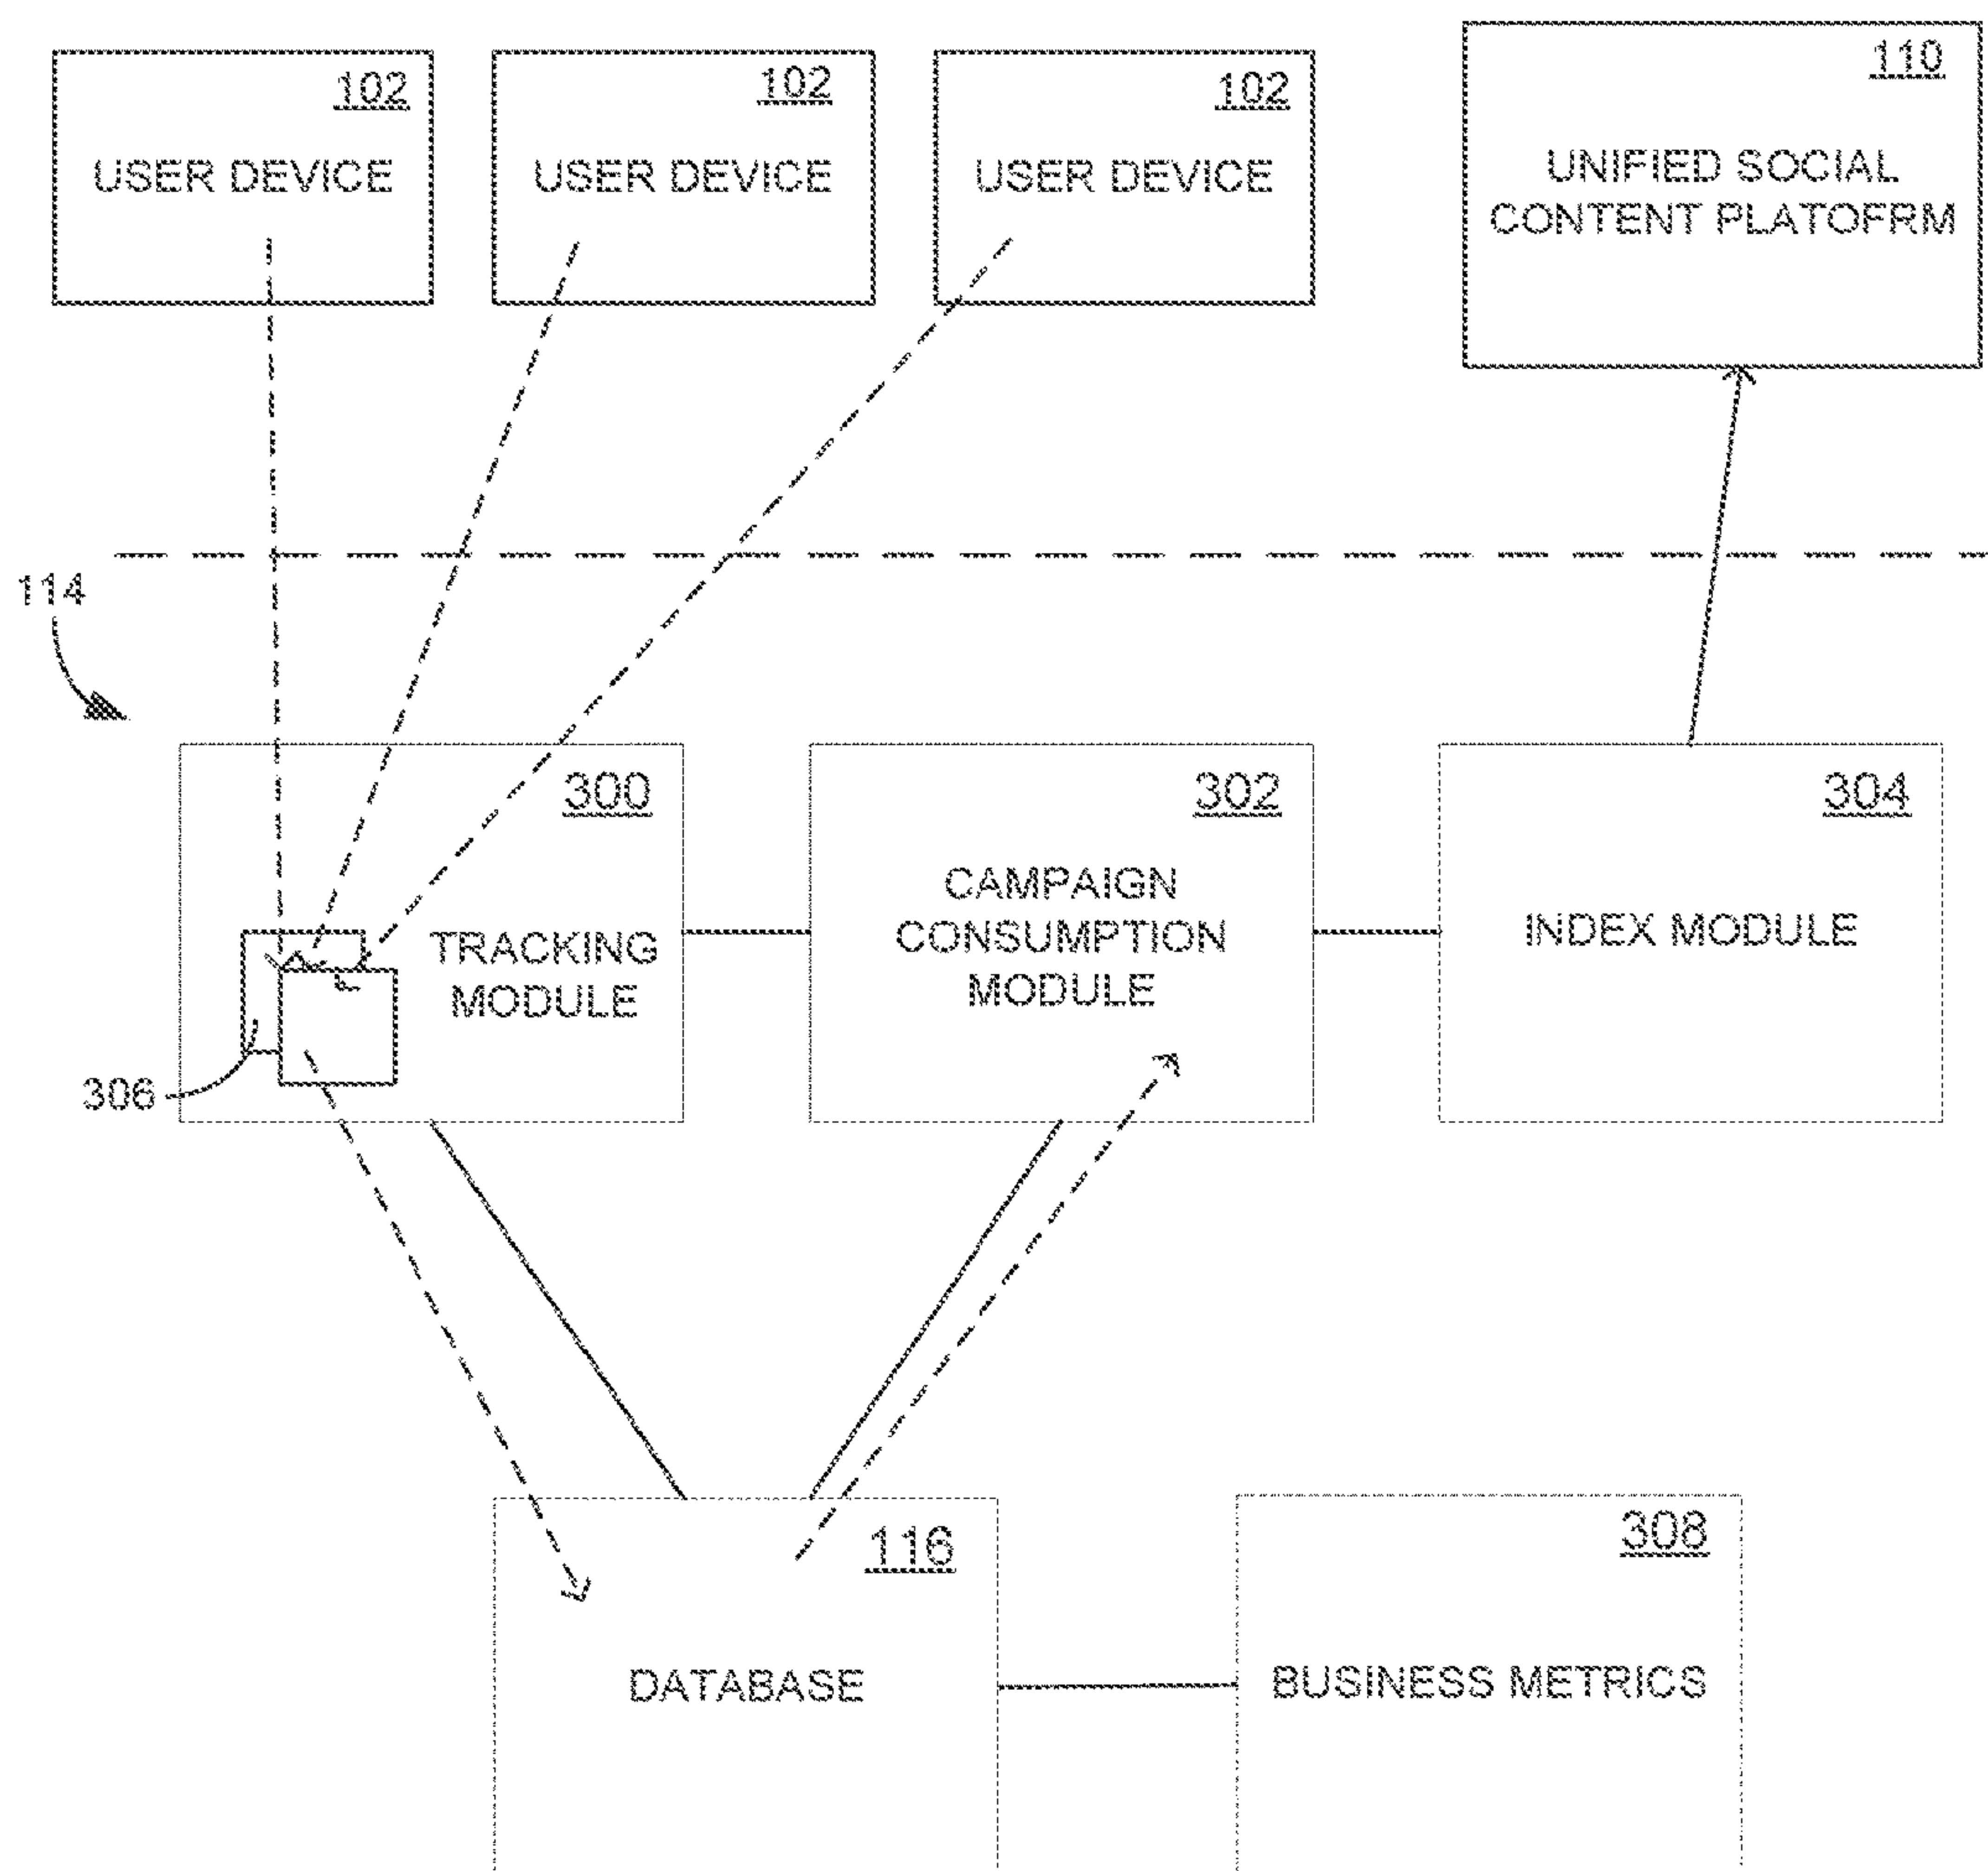 102
USER DEVICE
102
USER DEVICE
102
USER DEVICE
110
UNIFIED SOCIAL
CONTENT PLATOFRM
114
300
TRACKING
MODULE
306
302
CAMPAIGN
CONSUMPTION
MODULE
304
INDEX MODULE
116
DATABASE
308
BUSINESS METRICS